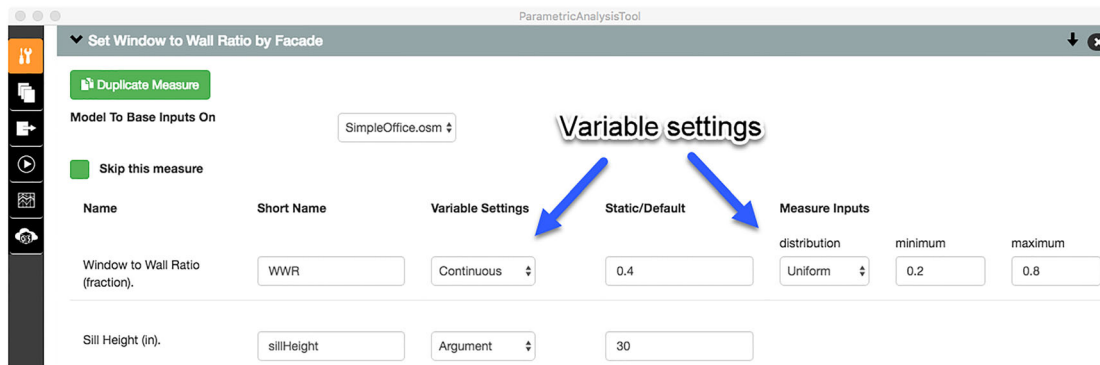 ParametricAnalysisTool
Set Window to Wall Ratio by Facade
Duplicate Measure
Model To Base Inputs On
SimpleOffice.osm
Variable settings
Skip this measure
Name Short Name Variable Settings Static/Default Measure Inputs
distribution minimum maximum
Window to Wall Ratio
(fraction).
WWR Continuous 0.4 Uniform 0.2 0.8
Sill Height (in). sillHeight Argument 30